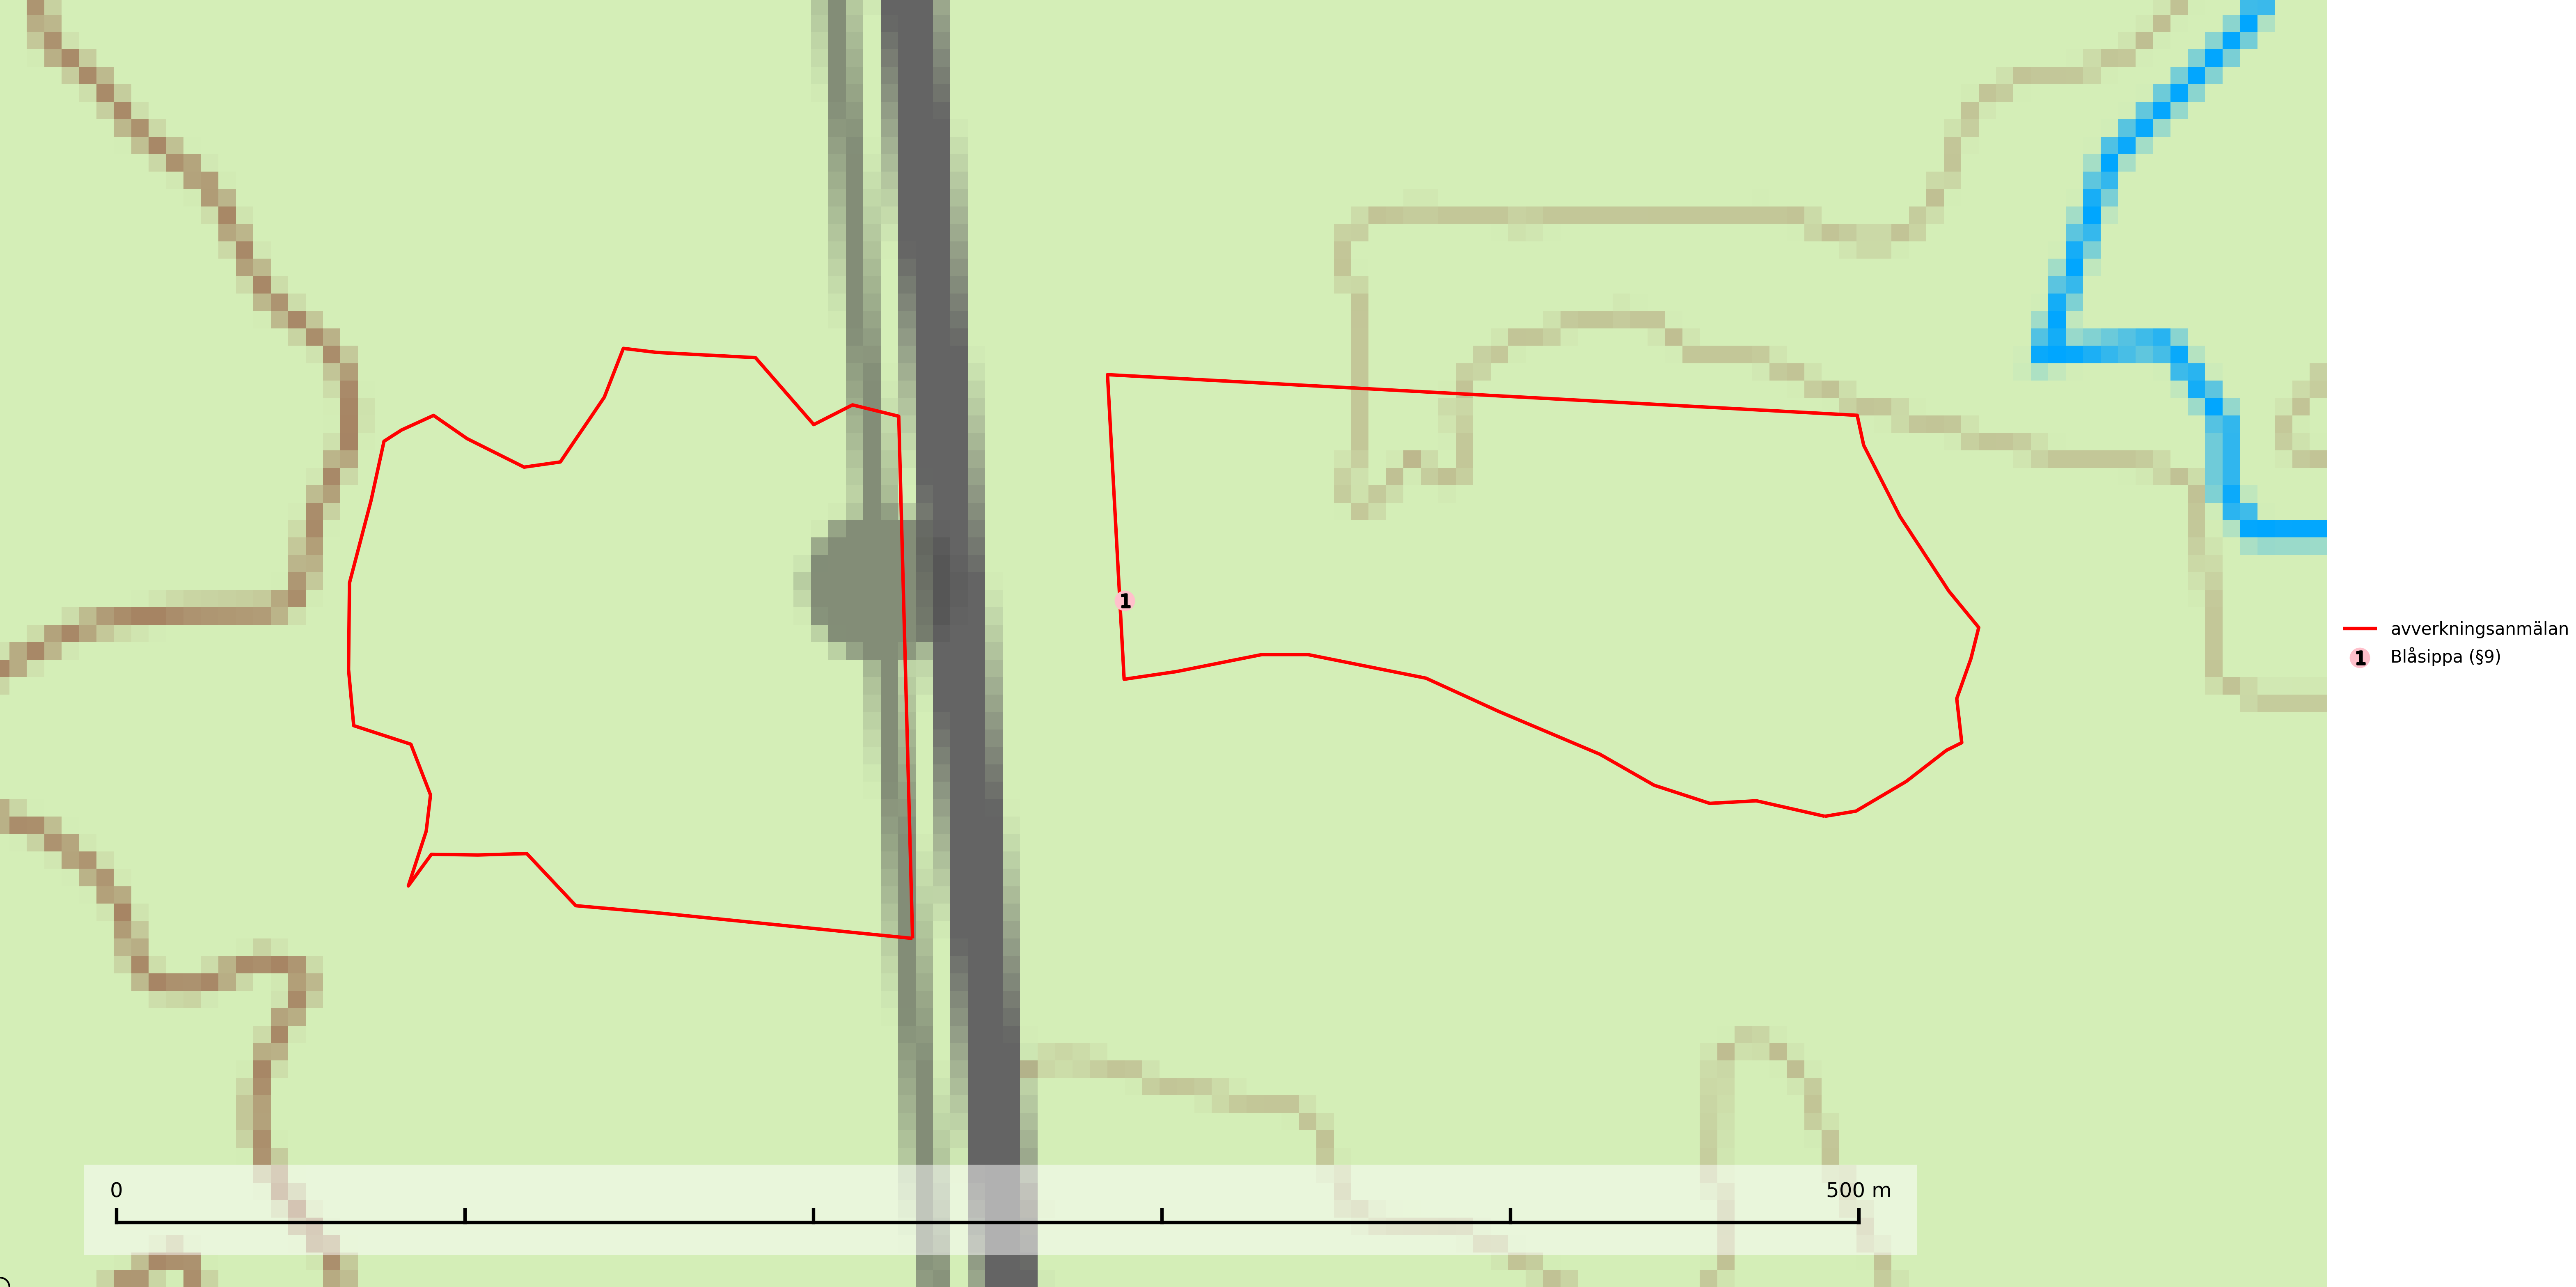 1
0
500 m
avverkningsanmälan
1 Blåsippa (§9)